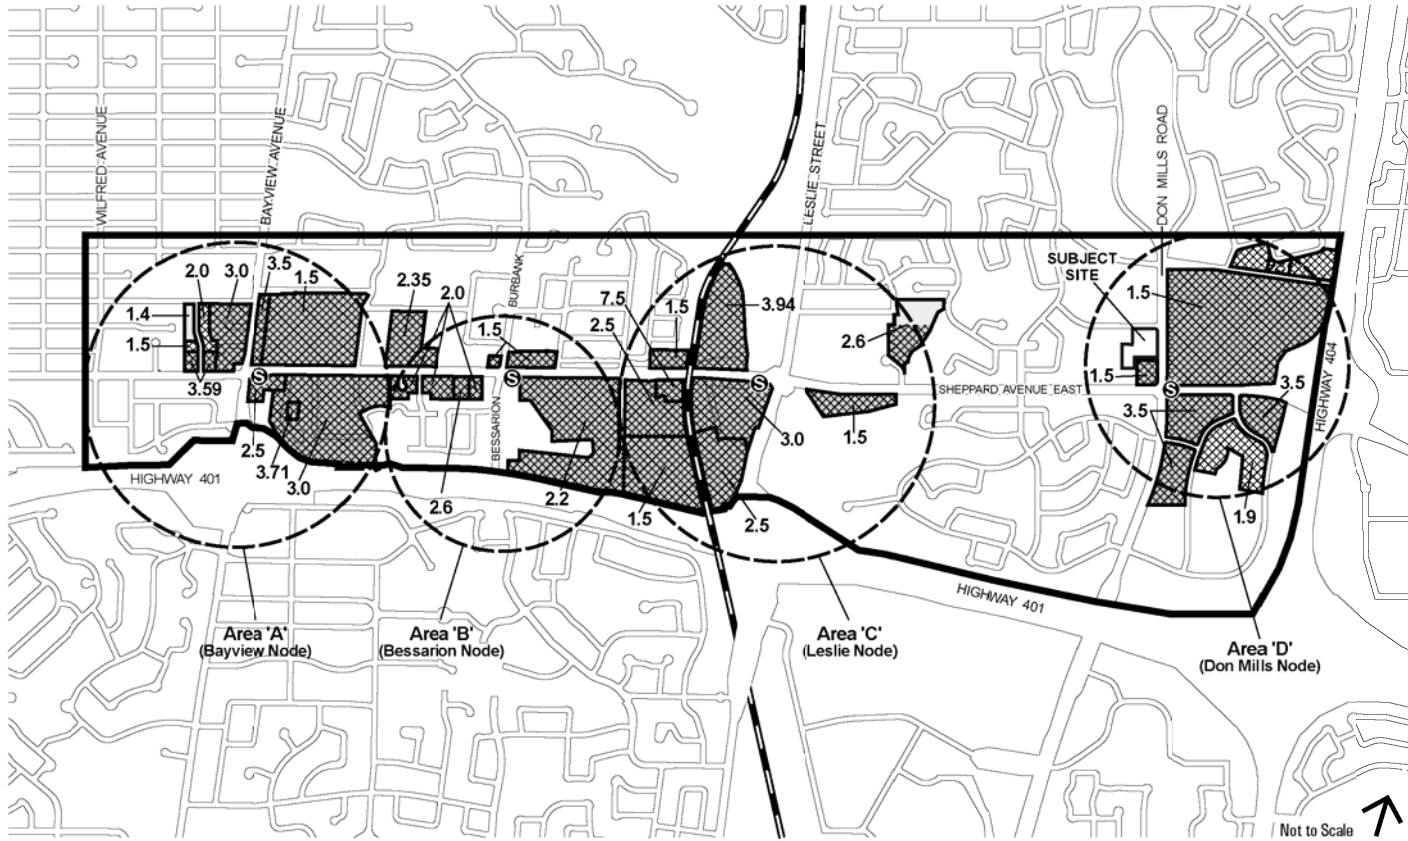 WILFRED AVENUE
BAYVIEW AVENUE
LESLIE STREET
DON MILLS ROAD
HIGHWAY 404
BURBANK
BESSARION
SUBJECT
SITE
2.0
3.0
3.5
1.5
2.35
2.0
7.5
1.5
3.94
1.5
1.4
1.5
2.5
1.5
2.6
1.5
3.59
S
S
S
S
SHEPPARD AVENUE EAST
3.5
3.5
2.5
3.71
3.0
2.6
2.2
1.5
2.5
3.0
1.5
1.9
HIGHWAY 401
HIGHWAY 401
Area 'A'
(Bayview Node)
Area 'B'
(Bessarion Node)
Area 'C'
(Leslie Node)
Area 'D'
(Don Mills Node)
Not to Scale